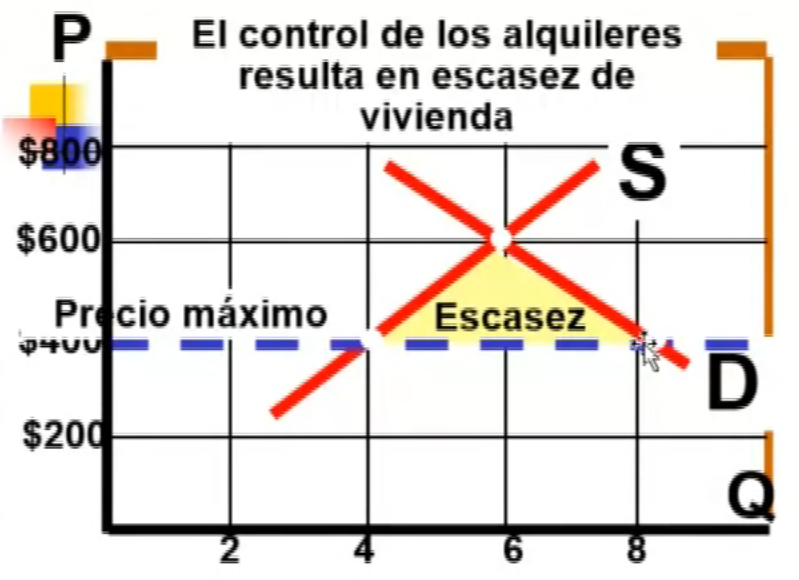 P
El control de los alquileres
resulta en escasez de
vivienda
$800
S
$600
Precio máximo
Escasez
$400
D
$200
Q
2 4 6 8